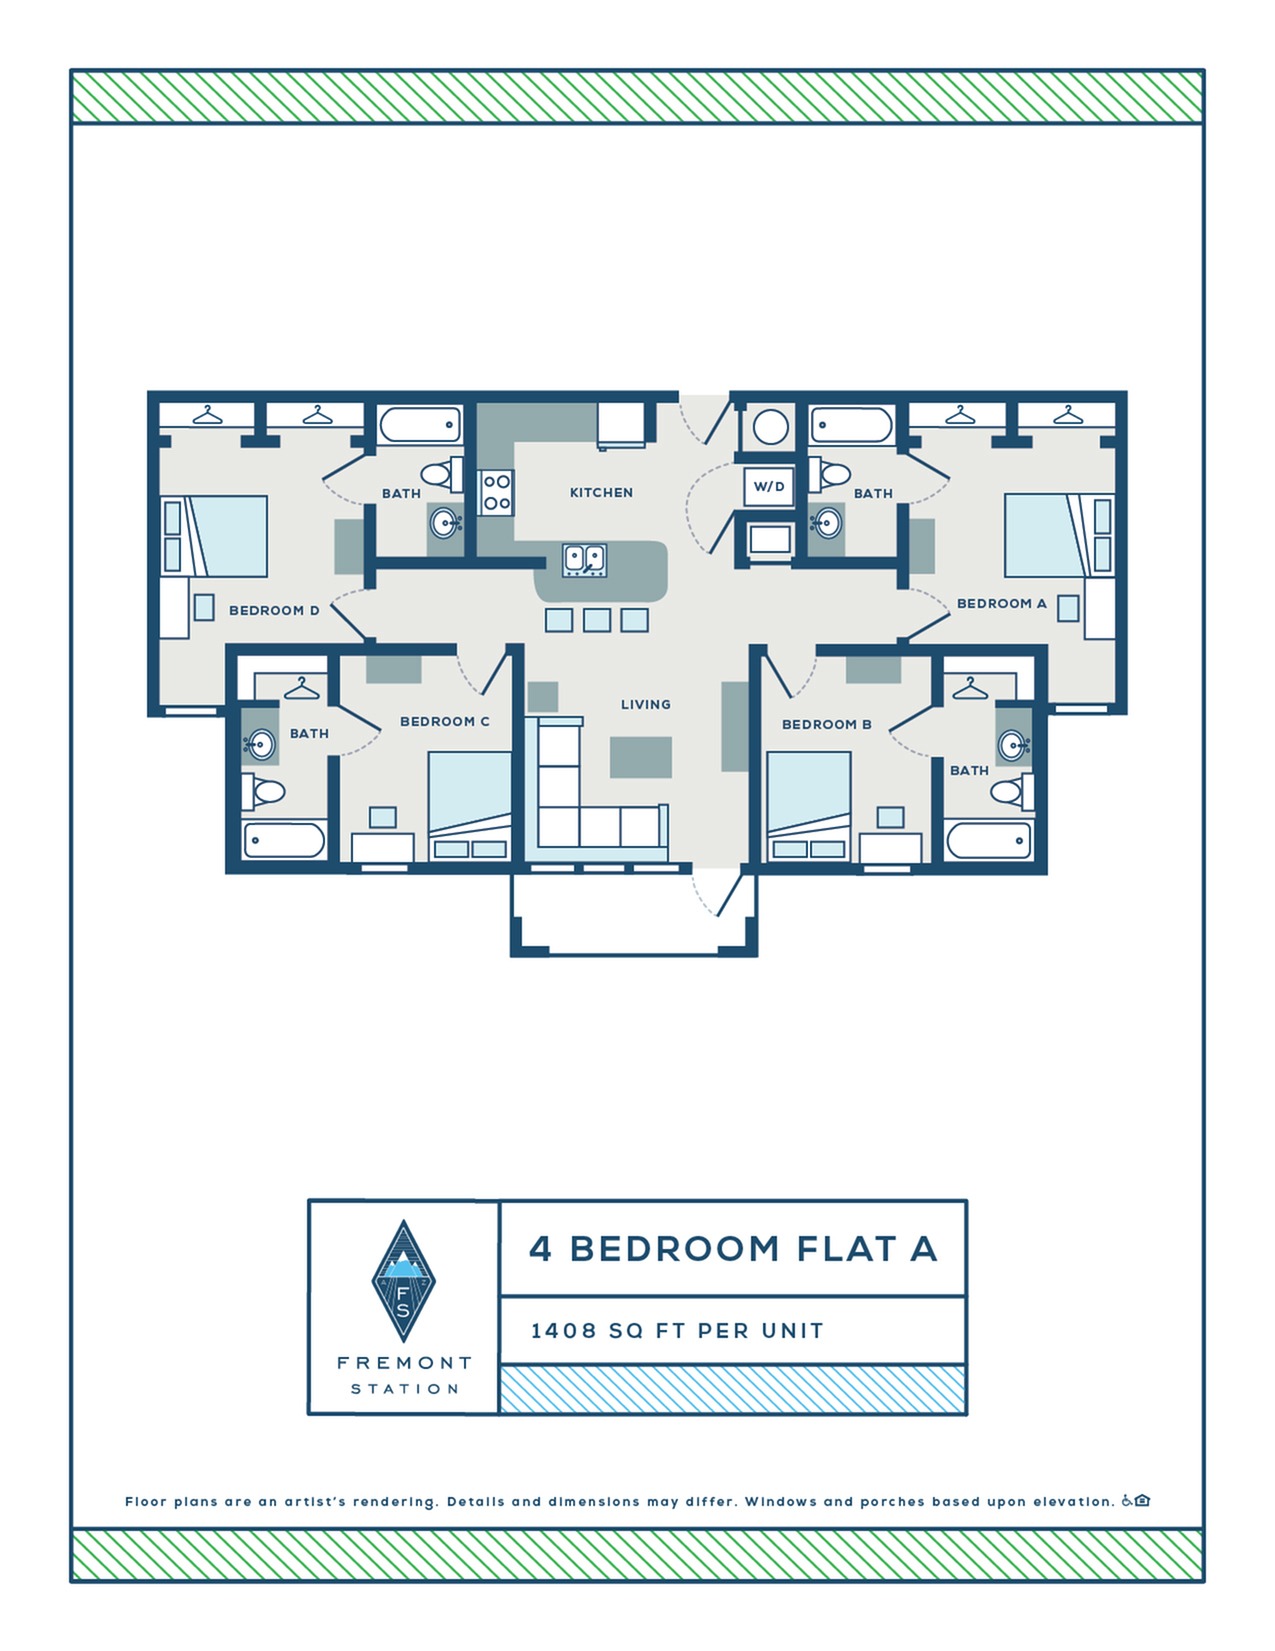 KITCHEN
W/D
BATH
BATH
BEDROOM D
BEDROOM A
LIVING
BEDROOM C
BEDROOM B
BATH
BATH
4 BEDROOM FLAT A
A Z
F
S
1408 SQ FT PER UNIT
FREMONT
STATION
Floor plans are an artist's rendering. Details and dimensions may differ. Windows and porches based upon elevation.